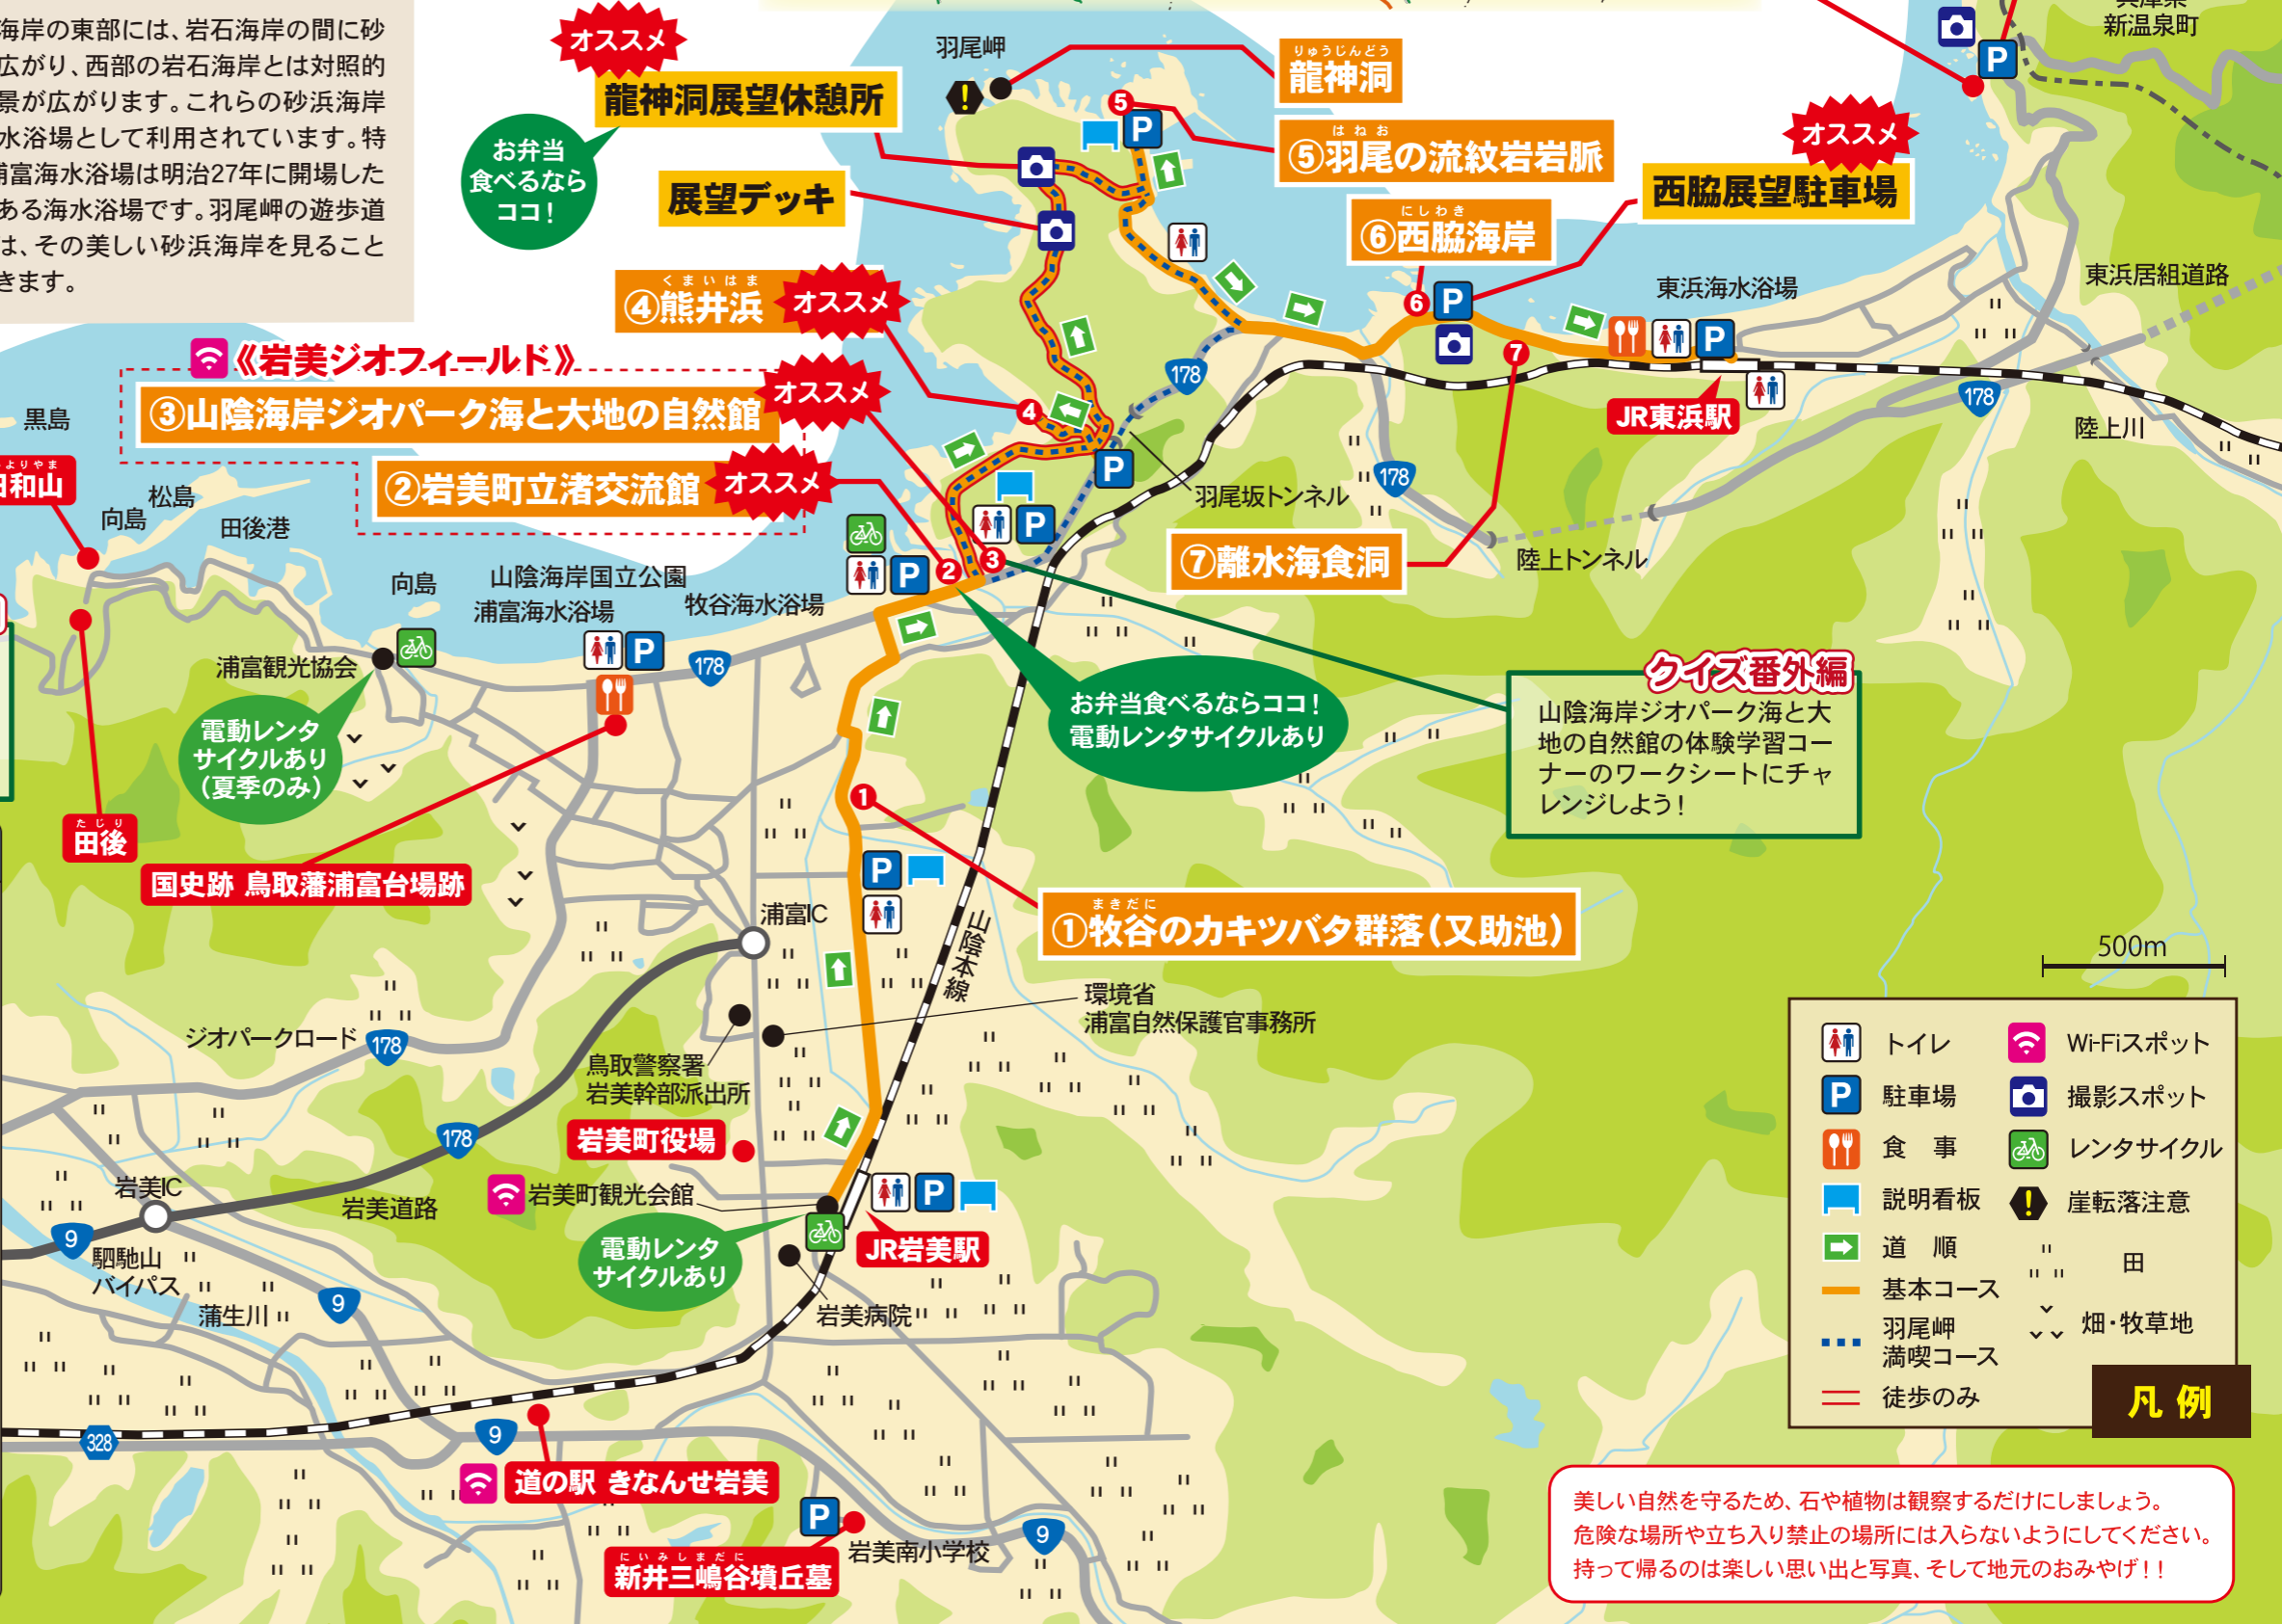 海岸の東部には、岩石海岸の間に砂
広がり、西部の岩石海岸とは対照的
景が広がります。これらの砂浜海岸
水浴場として利用されています。特
富海水浴場は明治27年に開場した
ある海水浴場です。羽尾岬の遊歩道
は、その美しい砂浜海岸を見ること
きます。
オススメ
龍神洞展望休憩所
お弁当
食べるなら
ココ!
展望デッキ
羽尾岬
りゅうじんどう
龍神洞
5
P
はねお
⑤羽尾の流紋岩岩脈
にしわき
⑥西脇海岸
オススメ
西脇展望駐車場
P
新温泉町
東浜居組道路
東浜海水浴場
6
P
7
P
JR東浜駅
178
陸上川
くまいはま
④熊井浜
オススメ
《岩美ジオフィールド》
③山陰海岸ジオパーク海と大地の自然館
オススメ
②岩美町立渚交流館
オススメ
4
178
P
羽尾坂トンネル
178
陸上トンネル
⑦離水海食洞
黒島
よりやま
和山
松島
向島
田後港
向島
山陰海岸国立公園
浦富海水浴場
牧谷海水浴場
P
2
3
P
浦富観光協会
電動レンタ
サイクルあり
(夏季のみ)
P
178
お弁当食べるならココ!
電動レンタサイクルあり
クイズ番外編
山陰海岸ジオパーク海と大
地の自然館の体験学習コー
ナーのワークシートにチャ
レンジしよう!
たじり
田後
国史跡 鳥取藩浦富台場跡
1
P
まきだに
①牧谷のカキツバタ群落(又助池)
浦富IC
山陰本線
環境省
浦富自然保護官事務所
ジオパークロード
178
鳥取警察署
岩美幹部派出所
岩美町役場
178
岩美IC
岩美道路
岩美町観光会館
P
電動レンタ
サイクルあり
JR岩美駅
9
駟馳山
バイパス
蒲生川
9
岩美病院
328
9
道の駅 きなんせ岩美
P
にいみしまだに
新井三嶋谷墳丘墓
岩美南小学校
9
500m
トイレ
Wi-Fiスポット
P
駐車場
撮影スポット
食 事
レンタサイクル
説明看板
崖転落注意
道 順
田
基本コース
羽尾岬
満喫コース
畑・牧草地
徒歩のみ
凡 例
美しい自然を守るため、石や植物は観察するだけにしましょう。
危険な場所や立ち入り禁止の場所には入らないようにしてください。
持って帰るのは楽しい思い出と写真、そして地元のおみやげ!!